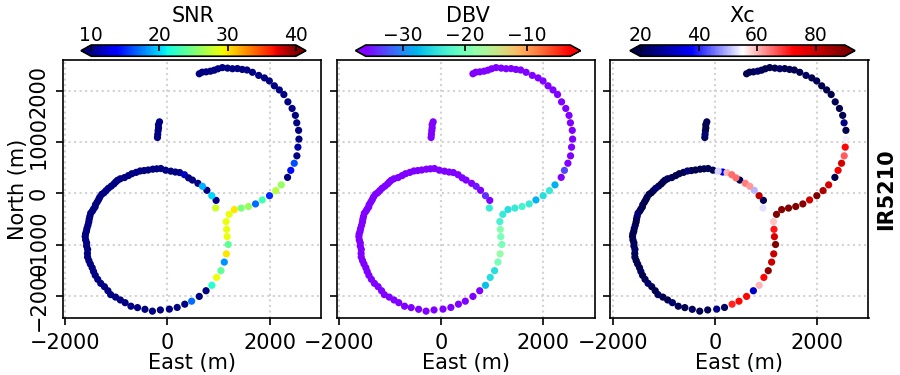 SNR DBV Xc
10 20 30 40 −30 −20 −10 20 40 60 80
2000
1000
0
−1000
−2000
North (m)
IR5210
−2000 0 2000 −2000 0 2000 −2000 0 2000
East (m) East (m) East (m)